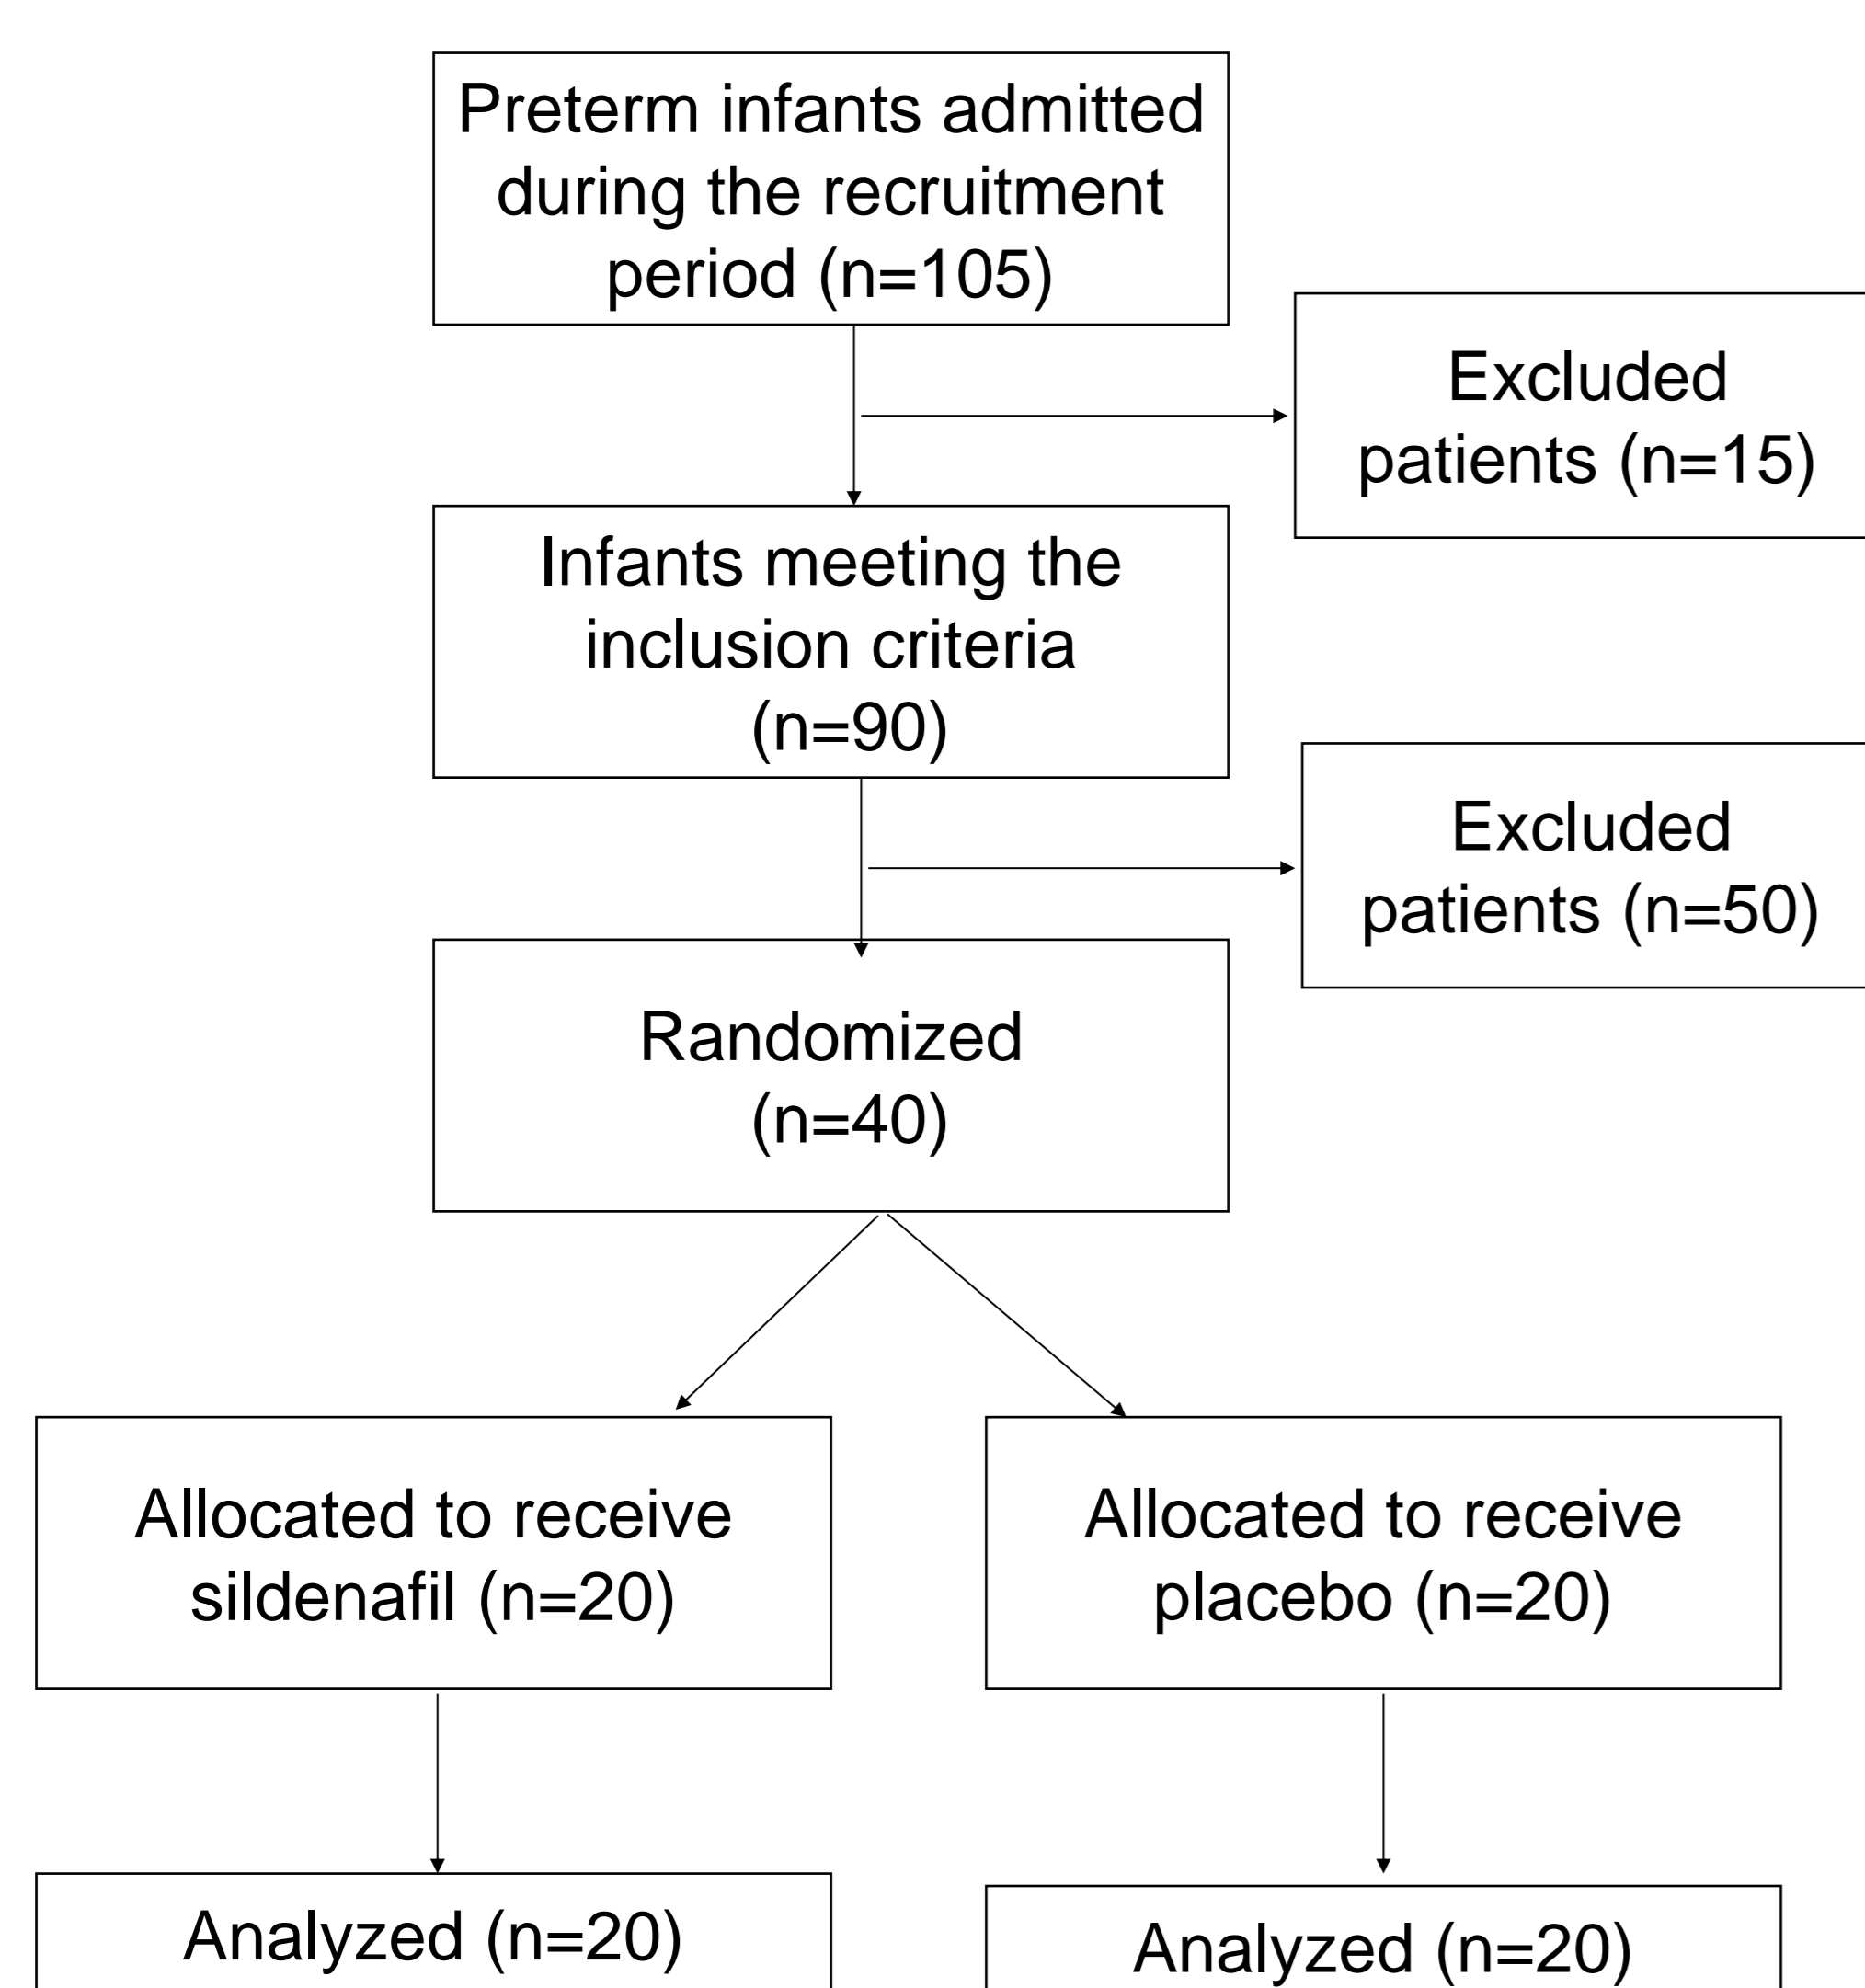 Preterm infants admitted
during the recruitment
period (n=105)
Excluded
patients (n=15)
Infants meeting the
inclusion criteria
(n=90)
Excluded
patients (n=50)
Randomized
(n=40)
Allocated to receive
sildenafil (n=20)
Allocated to receive
placebo (n=20)
Analyzed (n=20)
Analyzed (n=20)